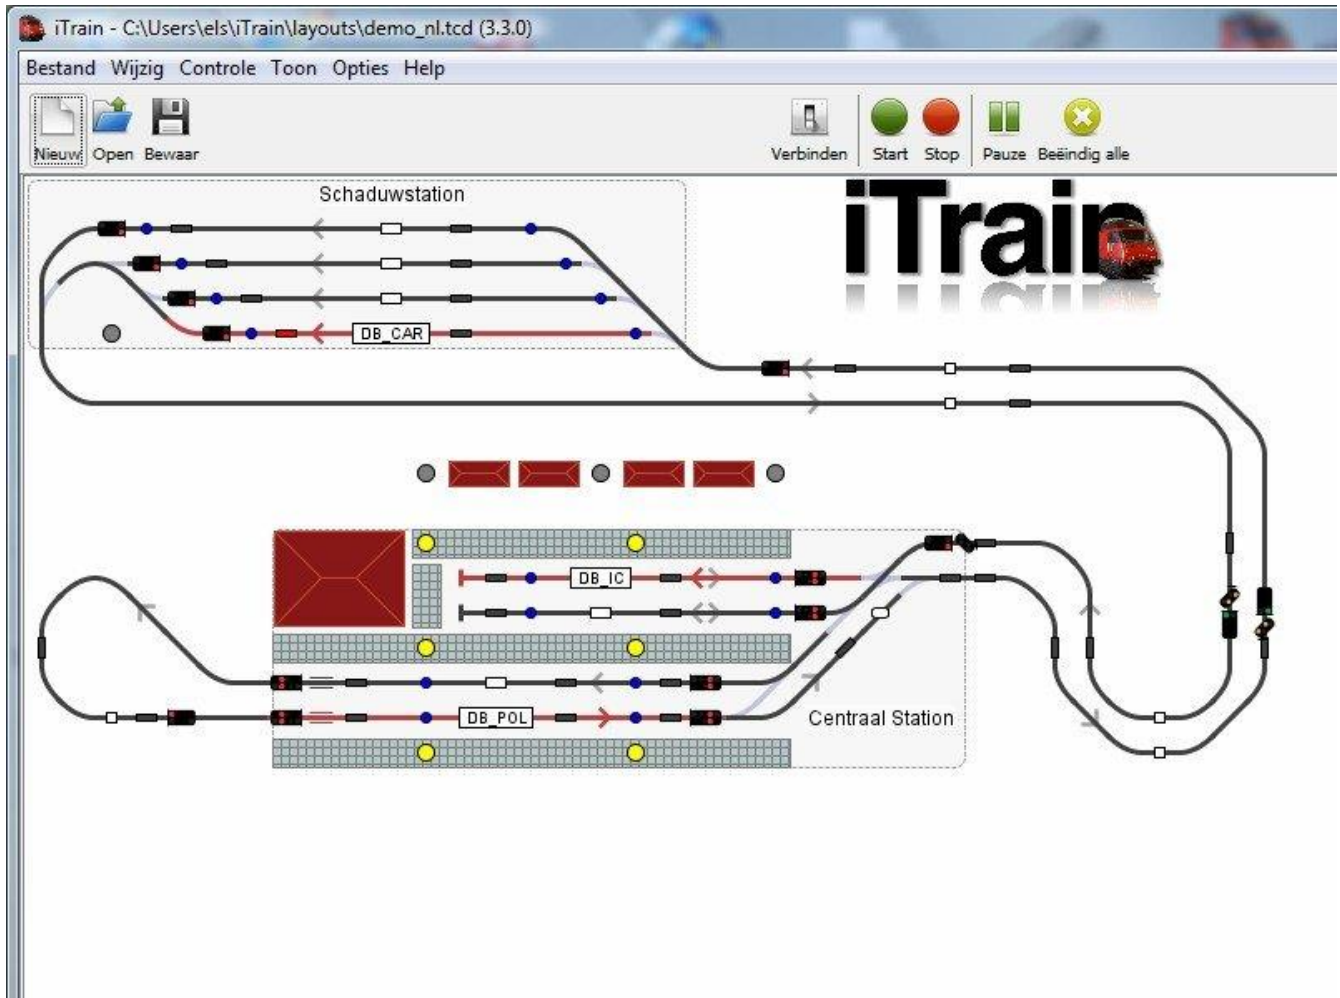 iTrain - C:\Users\els\iTrain\layouts\demo_nl.tcd (3.3.0)
Bestand Wijzig Controle Toon Opties Help
Nieuw Open Bewaar Verbinden Start Stop Pauze Beëindig alle
Schaduwstation
iTrain
DB_CAR
DB_IC
DB_POL
Centraal Station